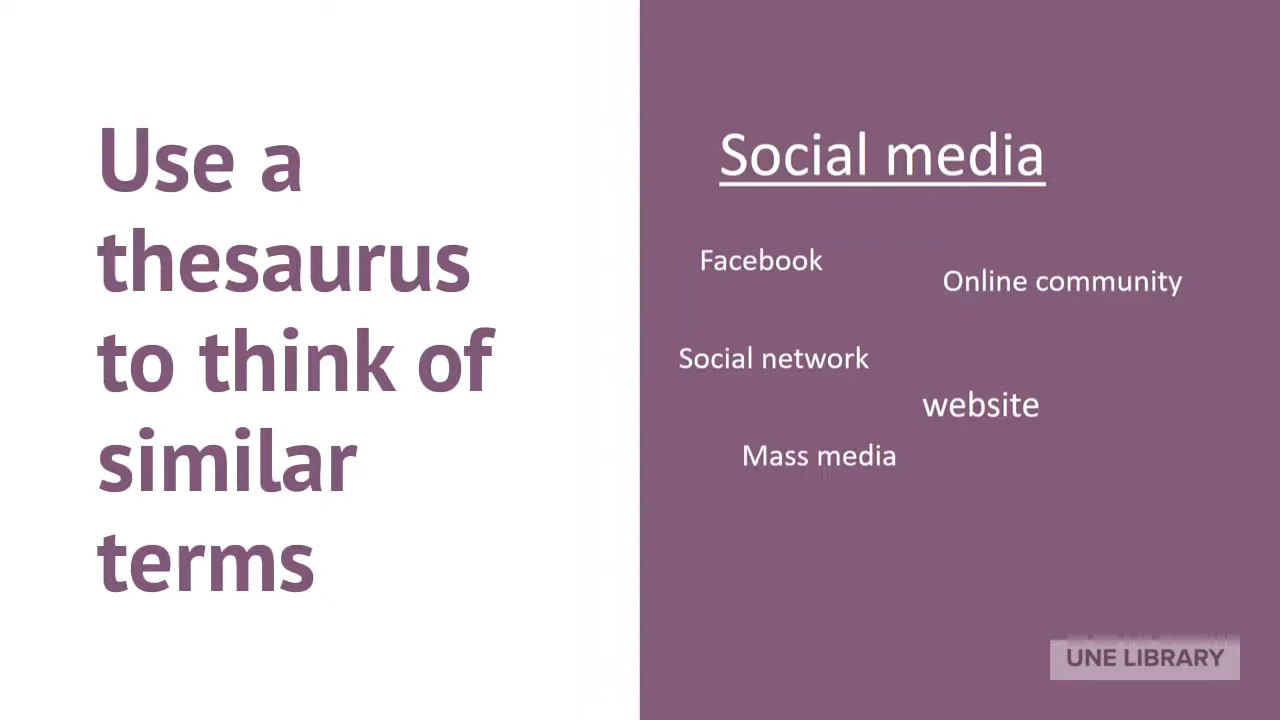 Use a
thesaurus
to think of
similar
terms
Social media
Facebook
Online community
Social network
website
Mass media
UNE LIBRARY